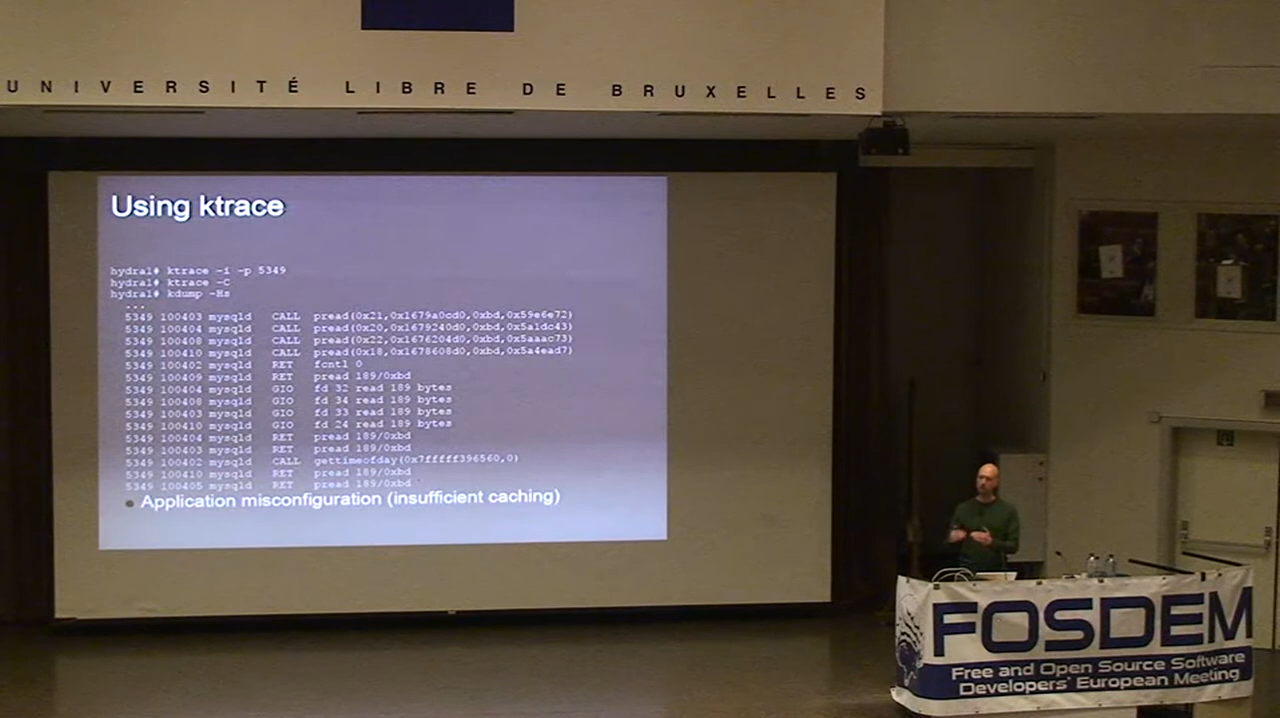 UNIVERSITÉ LIBRE DE BRUXELLES
Using ktrace
hydra1# ktrace -i -p 5349
hydra1# ktrace -C
hydra1# kdump -Hs
...
5349 100403 mysqld CALL pread(0x21,0x1679a0cd0,0xbd,0x59e6e72)
5349 100404 mysqld CALL pread(0x20,0x1679240d0,0xbd,0x5a1dc43)
5349 100408 mysqld CALL pread(0x22,0x1676204d0,0xbd,0x5aaac73)
5349 100410 mysqld CALL pread(0x18,0x1678608d0,0xbd,0x5a4ead7)
5349 100402 mysqld RET fcntl 0
5349 100409 mysqld RET pread 189/0xbd
5349 100404 mysqld GIO fd 32 read 189 bytes
5349 100408 mysqld GIO fd 34 read 189 bytes
5349 100403 mysqld GIO fd 33 read 189 bytes
5349 100410 mysqld GIO fd 24 read 189 bytes
5349 100404 mysqld RET pread 189/0xbd
5349 100403 mysqld RET pread 189/0xbd
5349 100402 mysqld CALL gettimeofday(0x7fffff396560,0)
5349 100410 mysqld RET pread 189/0xbd
5349 100405 mysqld RET pread 189/0xbd
• Application misconfiguration (insufficient caching)
FOSDEM
Free and Open Source Software
Developers' European Meeting